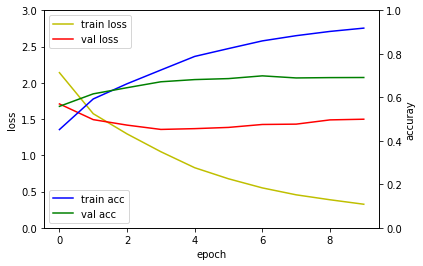 train loss
val loss
train acc
val acc
3.0
2.5
2.0
1.5
1.0
0.5
0.0
loss
1.0
0.8
0.6
0.4
0.2
0.0
accuray
0 2 4 6 8
epoch